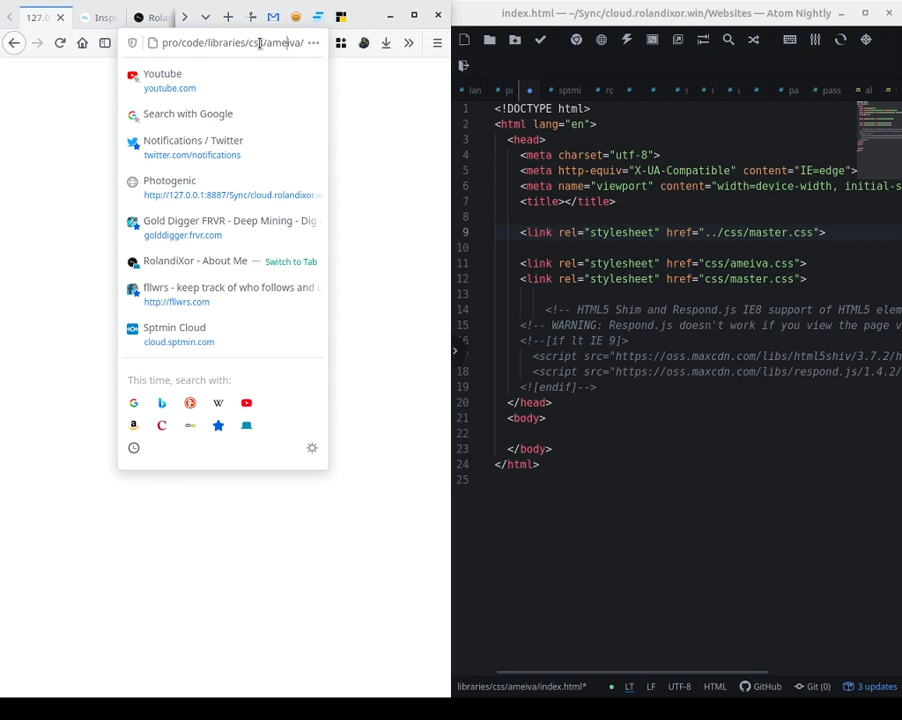 127.0.
Inspi
Rola
pro/code/libraries/css/ameiva/
Youtube
youtube.com
Search with Google
Notifications / Twitter
twitter.com/notifications
Photogenic
http://127.0.0.1:8887/Sync/cloud.rolandixor.w
Gold Digger FRVR - Deep Mining - Dig
golddigger.frvr.com
RolandiXor - About Me — Switch to Tab
fllwrs - keep track of who follows and u
http://fllwrs.com
Sptmin Cloud
cloud.sptmin.com
This time, search with:
index.html — ~/Sync/cloud.rolandixor.win/Websites — Atom Nightly
lan
pi
sptmi
pa
pass
al
1 <!DOCTYPE html>
2 <html lang="en">
3 <head>
4 <meta charset="utf-8">
5 <meta http-equiv="X-UA-Compatible" content="IE=edge">
6 <meta name="viewport" content="width=device-width, initial-s
7 <title></title>
8
9 <link rel="stylesheet" href="../css/master.css">
10
11 <link rel="stylesheet" href="css/ameiva.css">
12 <link rel="stylesheet" href="css/master.css">
13
14 <!-- HTML5 Shim and Respond.js IE8 support of HTML5 elem
15 <!-- WARNING: Respond.js doesn't work if you view the page v
16 <!--[if lt IE 9]>
<script src="https://oss.maxcdn.com/libs/html5shiv/3.7.2/h
18 <script src="https://oss.maxcdn.com/libs/respond.js/1.4.2/
19 <![endif]-->
20 </head>
21 <body>
22
23 </body>
24 </html>
25
libraries/css/ameiva/index.html* LT LF UTF-8 HTML GitHub Git (0) 3 updates